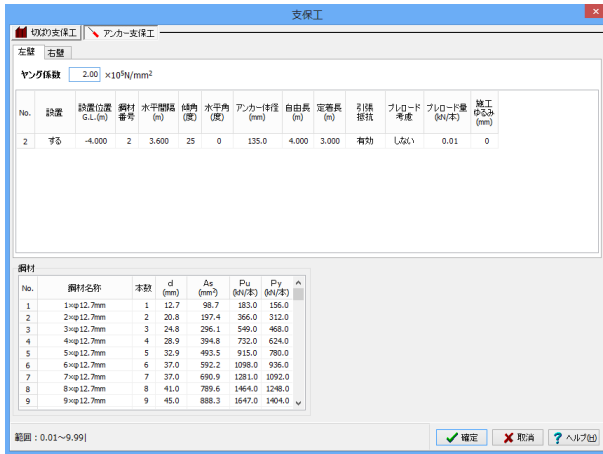 支保工
切ばり支保工 アンカー支保工
左壁 右壁
ヤング係数 2.00 ×10⁵N/mm²
No. 設置 設置位置 G.L.(m) 鋼材番号 水平間隔(m) 傾角(度) 水平角(度) アンカー体径(mm) 自由長(m) 定着長(m) 引張抵抗 プレロード考慮 プレロード量(kN/本) 施工ゆるみ(mm)
2 する -4.000 2 3.600 25 0 135.0 4.000 3.000 有効 しない 0.01 0
鋼材
No. 鋼材名称 本数 d (mm) As (mm²) Pu (kN/本) Py (kN/本)
1 1×φ12.7mm 1 12.7 98.7 183.0 156.0
2 2×φ12.7mm 2 20.8 197.4 366.0 312.0
3 3×φ12.7mm 3 24.8 296.1 549.0 468.0
4 4×φ12.7mm 4 28.9 394.8 732.0 624.0
5 5×φ12.7mm 5 32.9 493.5 915.0 780.0
6 6×φ12.7mm 6 37.0 592.2 1098.0 936.0
7 7×φ12.7mm 7 37.0 690.9 1281.0 1092.0
8 8×φ12.7mm 8 41.0 789.6 1464.0 1248.0
9 9×φ12.7mm 9 45.0 888.3 1647.0 1404.0
範囲：0.01～9.99| 確定 取消 ? ヘルプ(H)